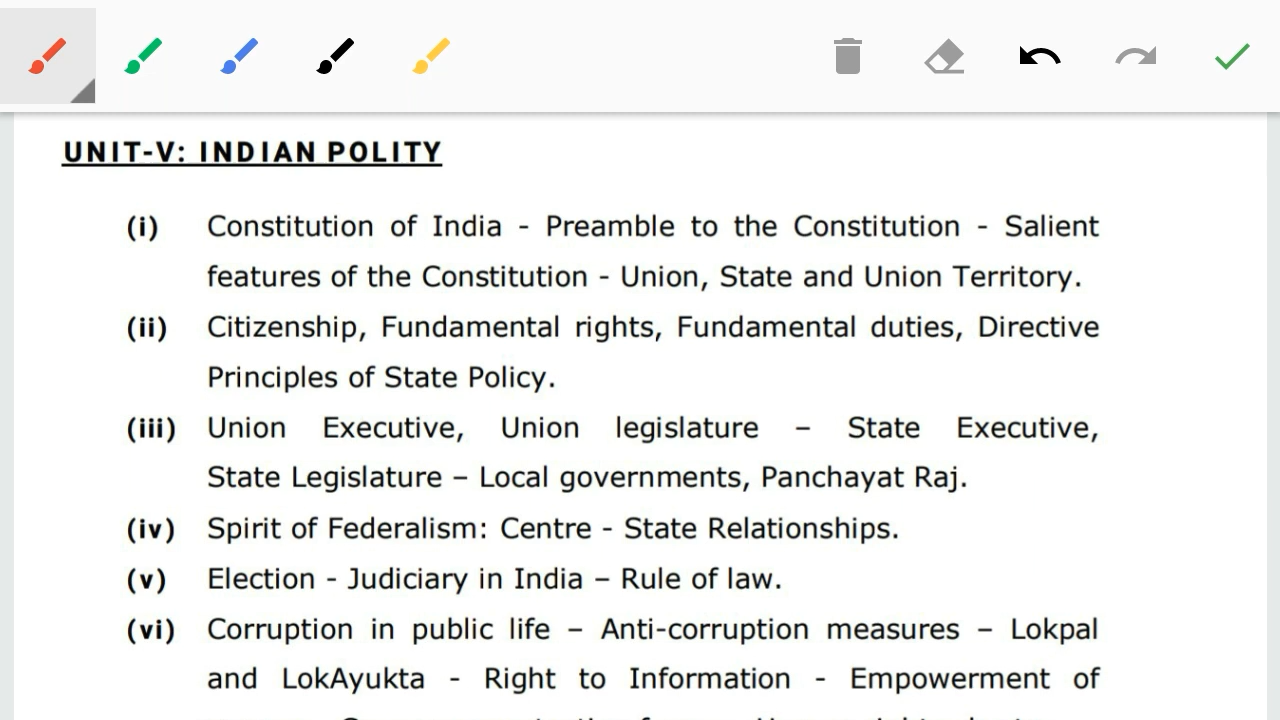 UNIT-V: INDIAN POLITY
(i) Constitution of India - Preamble to the Constitution - Salient
features of the Constitution - Union, State and Union Territory.
(ii) Citizenship, Fundamental rights, Fundamental duties, Directive
Principles of State Policy.
(iii) Union Executive, Union legislature – State Executive,
State Legislature – Local governments, Panchayat Raj.
(iv) Spirit of Federalism: Centre - State Relationships.
(v) Election - Judiciary in India – Rule of law.
(vi) Corruption in public life – Anti-corruption measures – Lokpal
and LokAyukta - Right to Information - Empowerment of